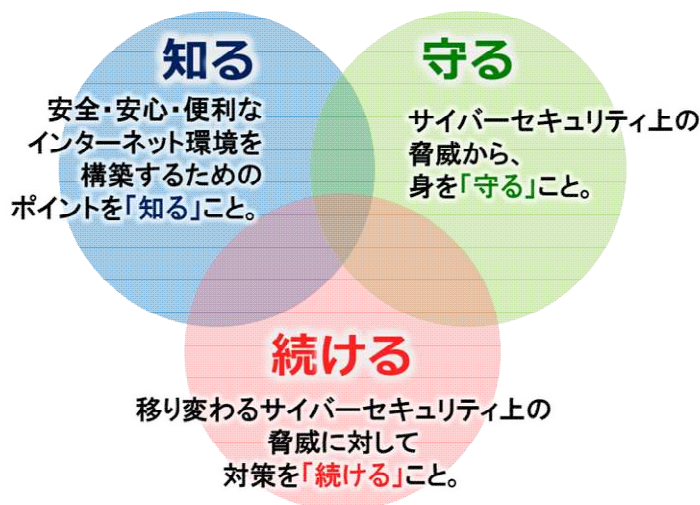 知る
安全・安心・便利な
インターネット環境を
構築するための
ポイントを「知る」こと。
守る
サイバーセキュリティ上の
脅威から、
身を「守る」こと。
続ける
移り変わるサイバーセキュリティ上の
脅威に対して
対策を「続ける」こと。